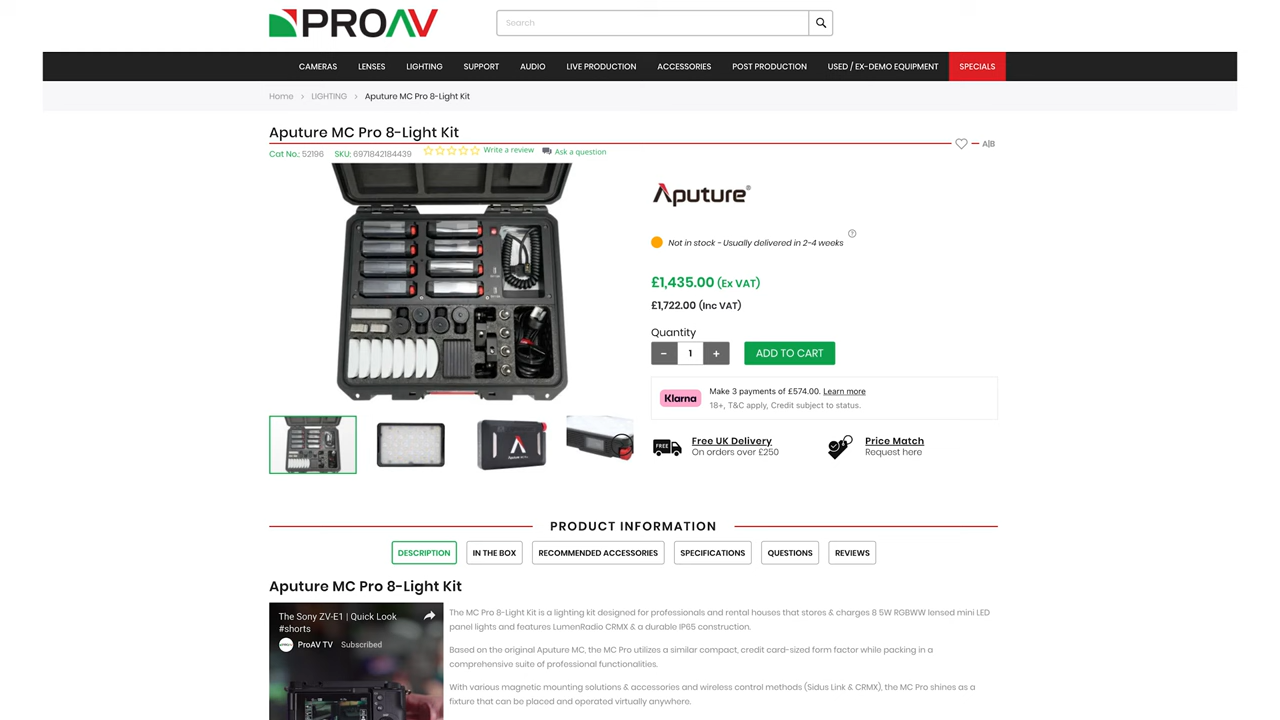 PROAV
Search
CAMERAS LENSES LIGHTING SUPPORT AUDIO LIVE PRODUCTION ACCESSORIES POST PRODUCTION USED / EX-DEMO EQUIPMENT SPECIALS
Home > LIGHTING > Aputure MC Pro 8-Light Kit
Aputure MC Pro 8-Light Kit
A|B
Cat No.: 52196 SKU: 6971842184439 Write a review Ask a question
Aputure®
Not in stock - Usually delivered in 2-4 weeks ?
£1,435.00 (Ex VAT)
£1,722.00 (Inc VAT)
Quantity
- 1 + ADD TO CART
Klarna
Make 3 payments of £574.00. Learn more
18+, T&C apply, Credit subject to status.
FREE
Free UK Delivery
On orders over £250
Price Match
Request here
Aputure
PRODUCT INFORMATION
DESCRIPTION IN THE BOX RECOMMENDED ACCESSORIES SPECIFICATIONS QUESTIONS REVIEWS
Aputure MC Pro 8-Light Kit
The Sony ZV-E1 | Quick Look
#shorts
ProAV TV Subscribed
The MC Pro 8-Light Kit is a lighting kit designed for professionals and rental houses that stores & charges 8 5W RGBWW lensed mini LED
panel lights and features LumenRadio CRMX & a durable IP65 construction.
Based on the original Aputure MC, the MC Pro utilizes a similar compact, credit card-sized form factor while packing in a
comprehensive suite of professional functionalities.
With various magnetic mounting solutions & accessories and wireless control methods (Sidus Link & CRMX), the MC Pro shines as a
fixture that can be placed and operated virtually anywhere.